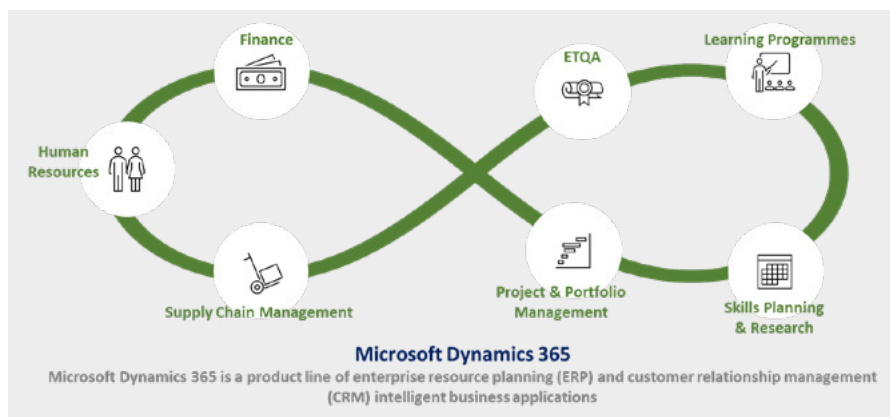 Finance
ETQA
Learning Programmes
Human
Resources
Supply Chain Management
Project & Portfolio
Management
Skills Planning
& Research
Microsoft Dynamics 365
Microsoft Dynamics 365 is a product line of enterprise resource planning (ERP) and customer relationship management
(CRM) intelligent business applications